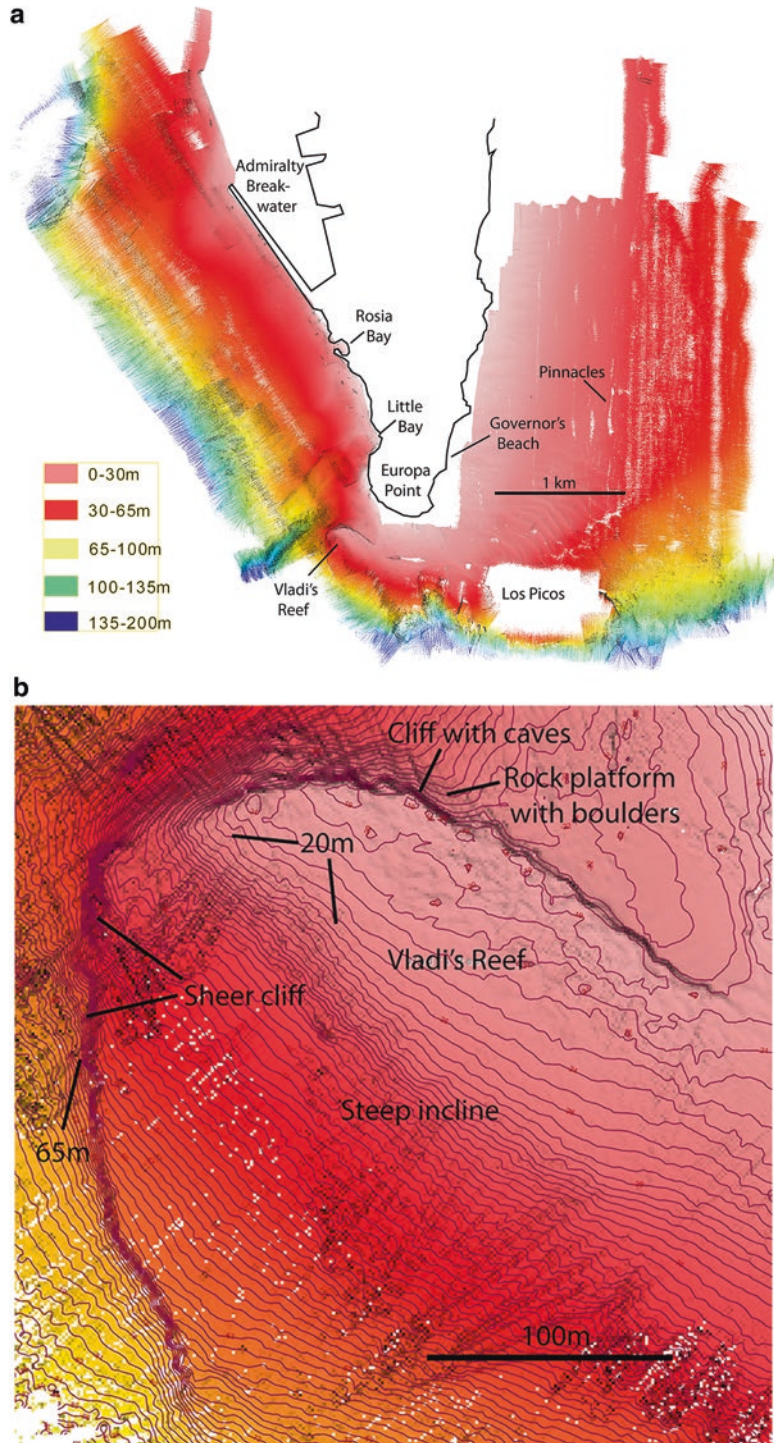 a
Admiralty
Break-
water
Rosia
Bay
Pinnacles
Little
Bay
Governor's
Beach
Europa
Point
1 km
0-30m
30-65m
65-100m
100-135m
135-200m
Vladi's
Reef
Los Picos
b
Cliff with caves
Rock platform
with boulders
20m
Vladi's Reef
Sheer cliff
Steep incline
65m
100m